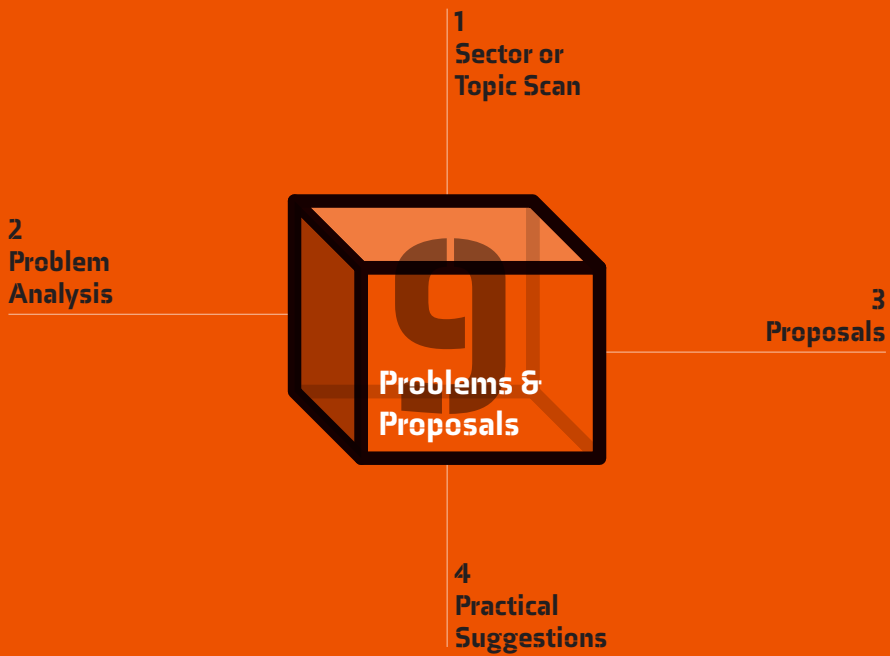 1
Sector or
Topic Scan
2
Problem
Analysis
3
Proposals
9
Problems &
Proposals
4
Practical
Suggestions